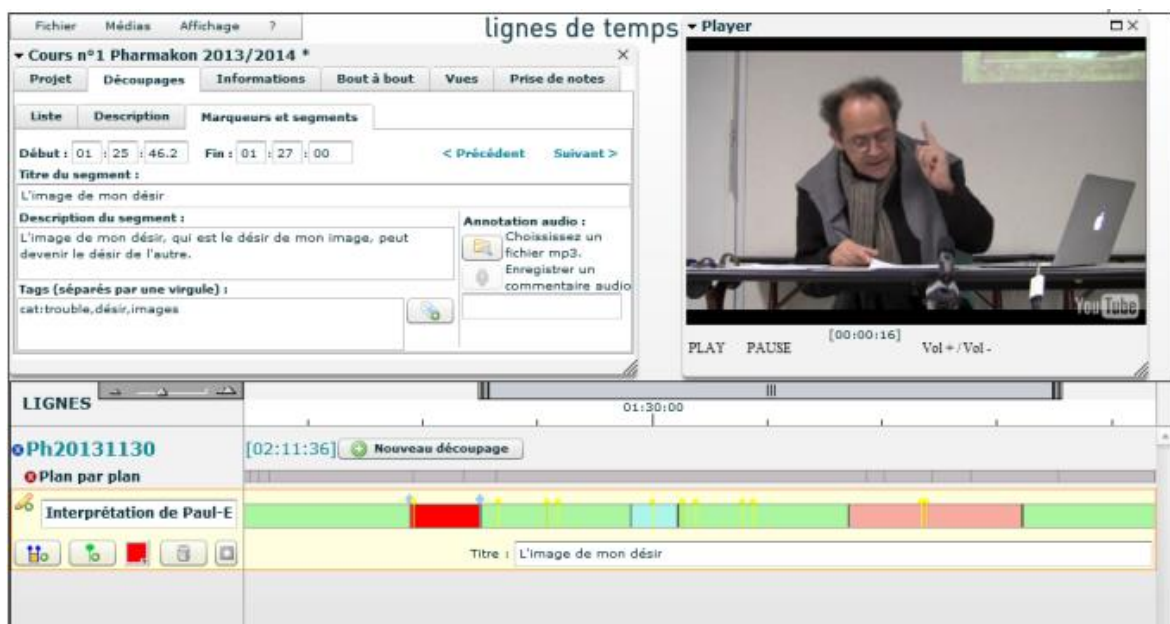 Fichier Médias Affichage ?
lignes de temps
Cours nº1 Pharmakon 2013/2014 *
Projet Découpages Informations Bout à bout Vues Prise de notes
Liste Description Marqueurs et segments
Début : 01 : 25 : 46.2 Fin : 01 : 27 : 00 < Précédent Suivant >
Titre du segment :
L'image de mon désir
Description du segment :
L'image de mon désir, qui est le désir de mon image, peut
devenir le désir de l'autre.
Tags (séparés par une virgule) :
cat:trouble,désir,images
Annotation audio :
Choississez un
fichier mp3.
Enregistrer un
commentaire audio
Player
You Tube
[00:00:16]
PLAY PAUSE Vol + / Vol -
LIGNES
01:30:00
Ph20131130 [02:11:36] Nouveau découpage
Plan par plan
Interprétation de Paul-E
Titre : L'image de mon désir